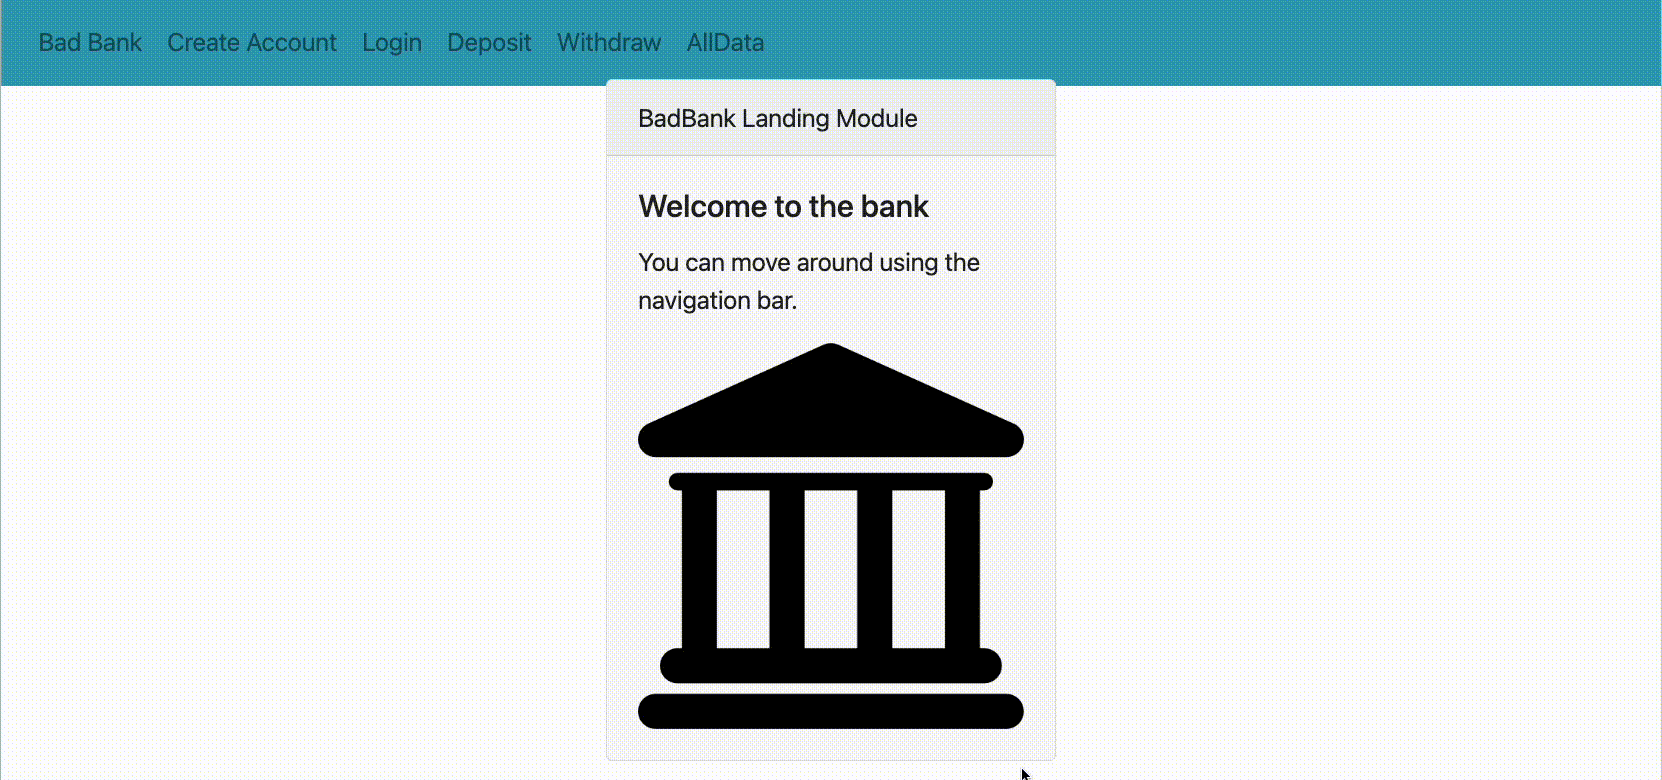 Bad Bank Create Account Login Deposit Withdraw AllData
BadBank Landing Module
Welcome to the bank
You can move around using the
navigation bar.